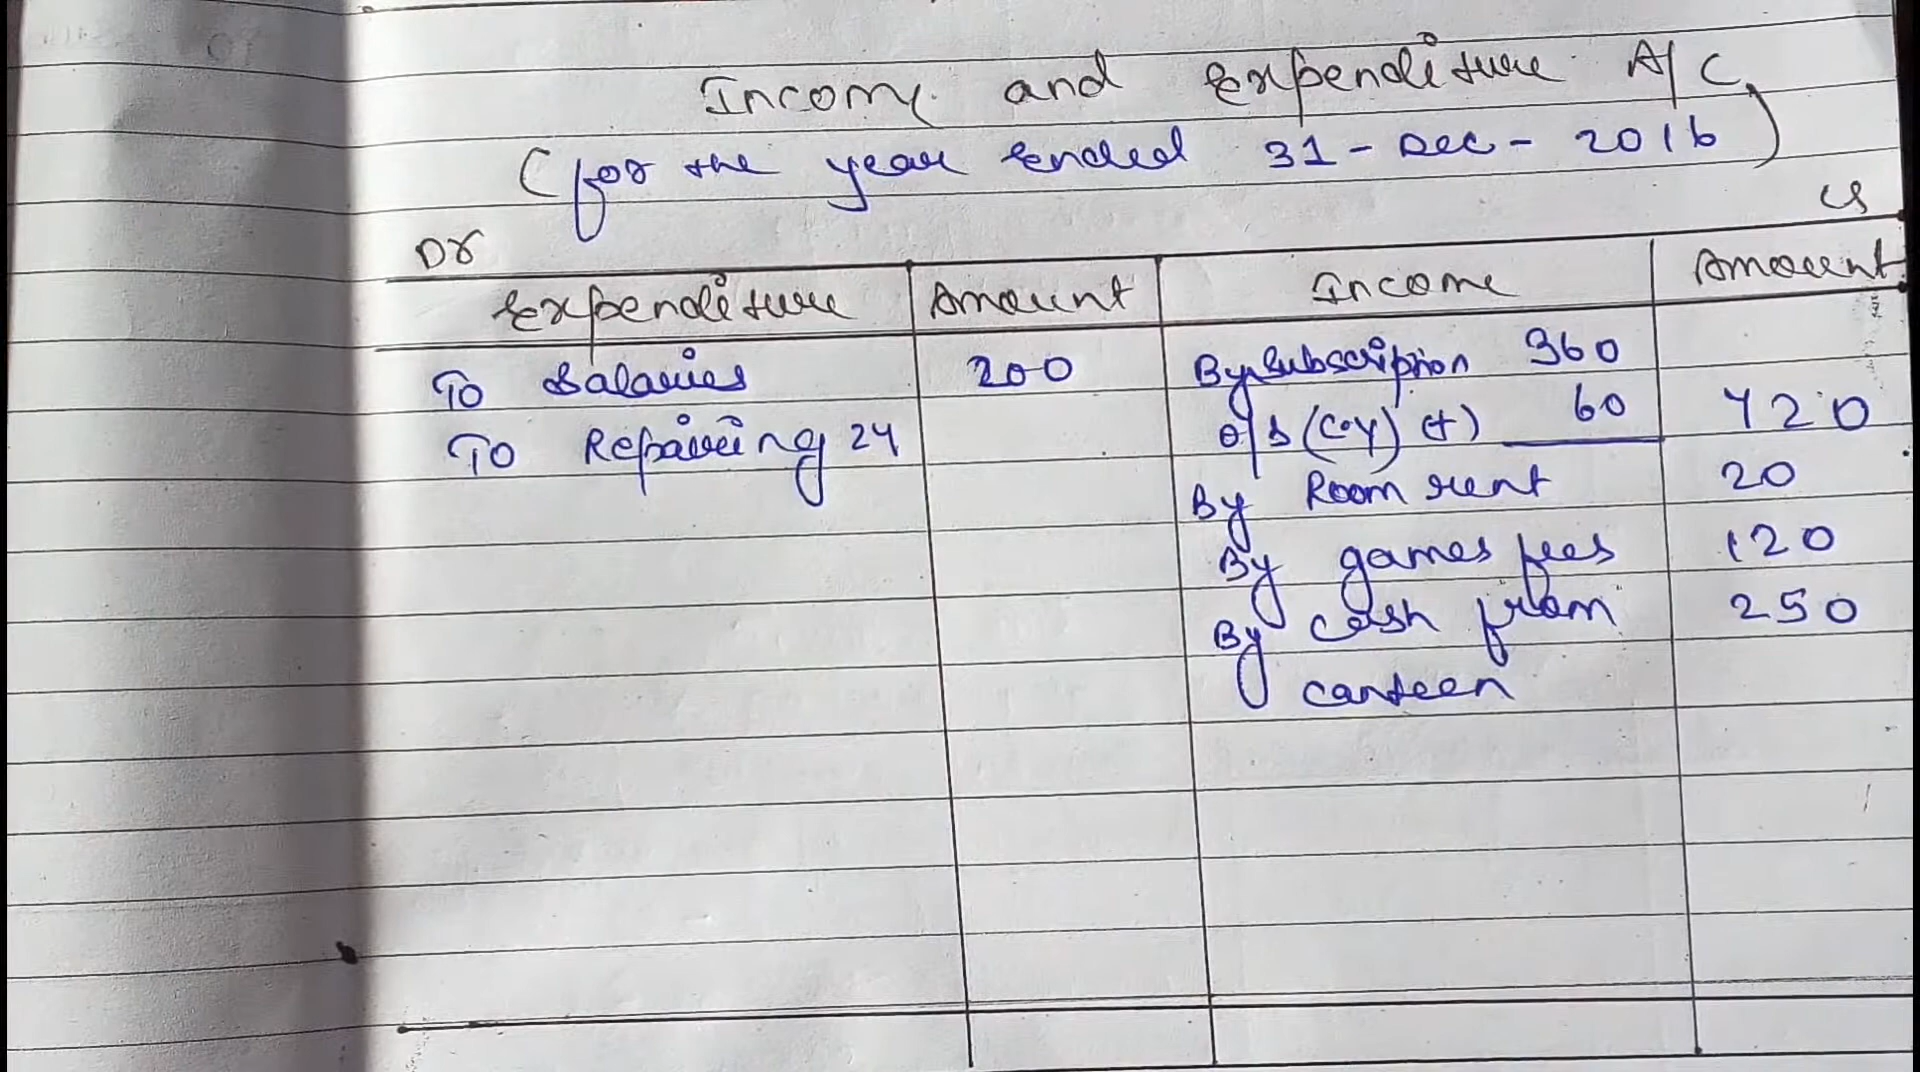 Income and Expenditure A/C
(for the year ended 31-Dec-2016)
Dr Cr
Expenditure Amount Income Amount
To Salaries 200 By Subscription 360
To Repairing 24 O/s (C.Y) (+) 60 420
By Room rent 20
By games fees 120
By cash from 250
canteen